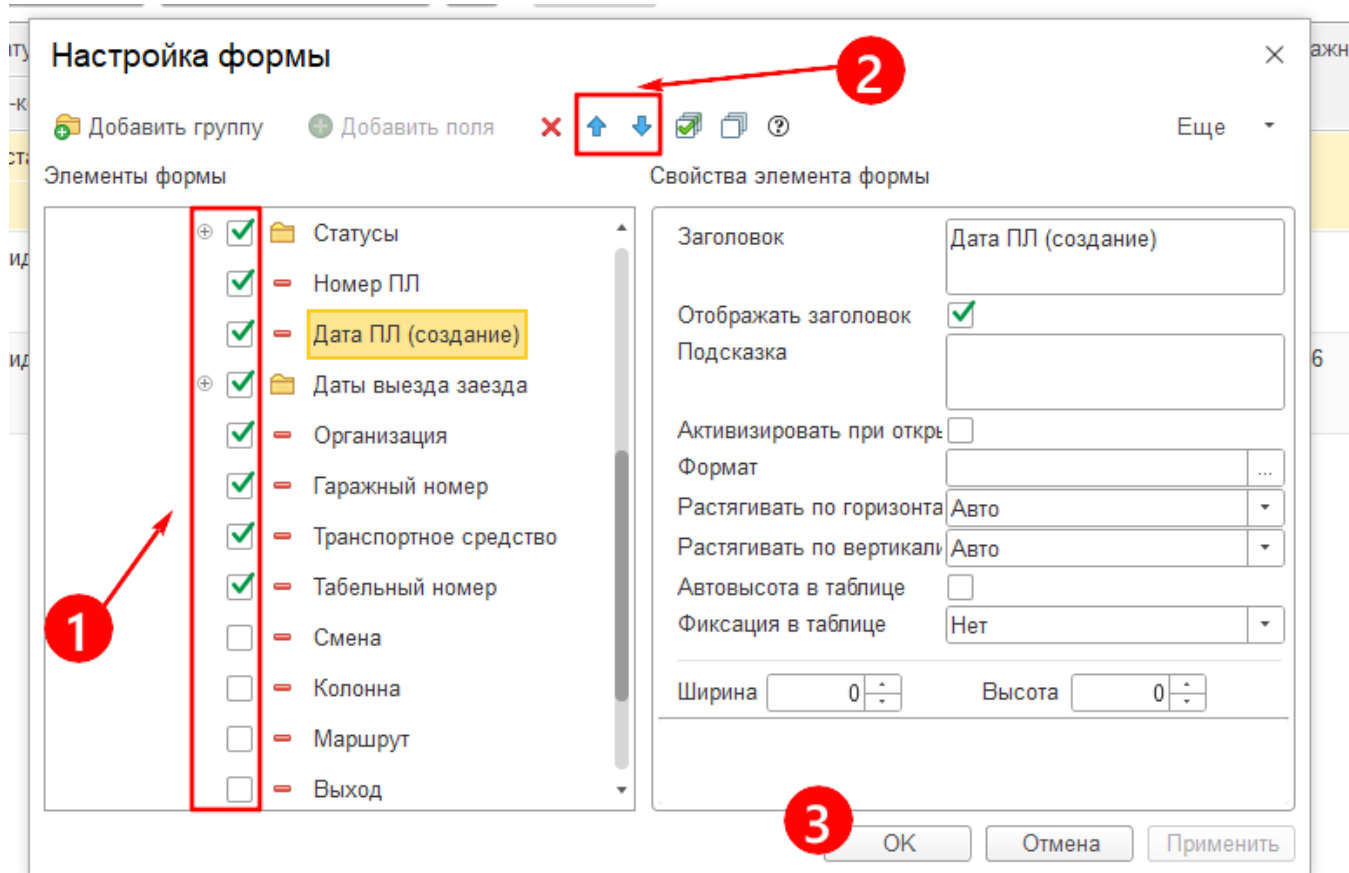 Настройка формы
2
Добавить группу Добавить поля Еще
Элементы формы Свойства элемента формы
Статусы
Номер ПЛ
Дата ПЛ (создание)
Даты выезда заезда
Организация
Гаражный номер
Транспортное средство
Табельный номер
Смена
Колонна
Маршрут
Выход
1
Заголовок Дата ПЛ (создание)
Отображать заголовок
Подсказка
Активизировать при откры
Формат ...
Растягивать по горизонта Авто
Растягивать по вертикали Авто
Автовысота в таблице
Фиксация в таблице Нет
Ширина 0 Высота 0
3
OK Отмена Применить
6